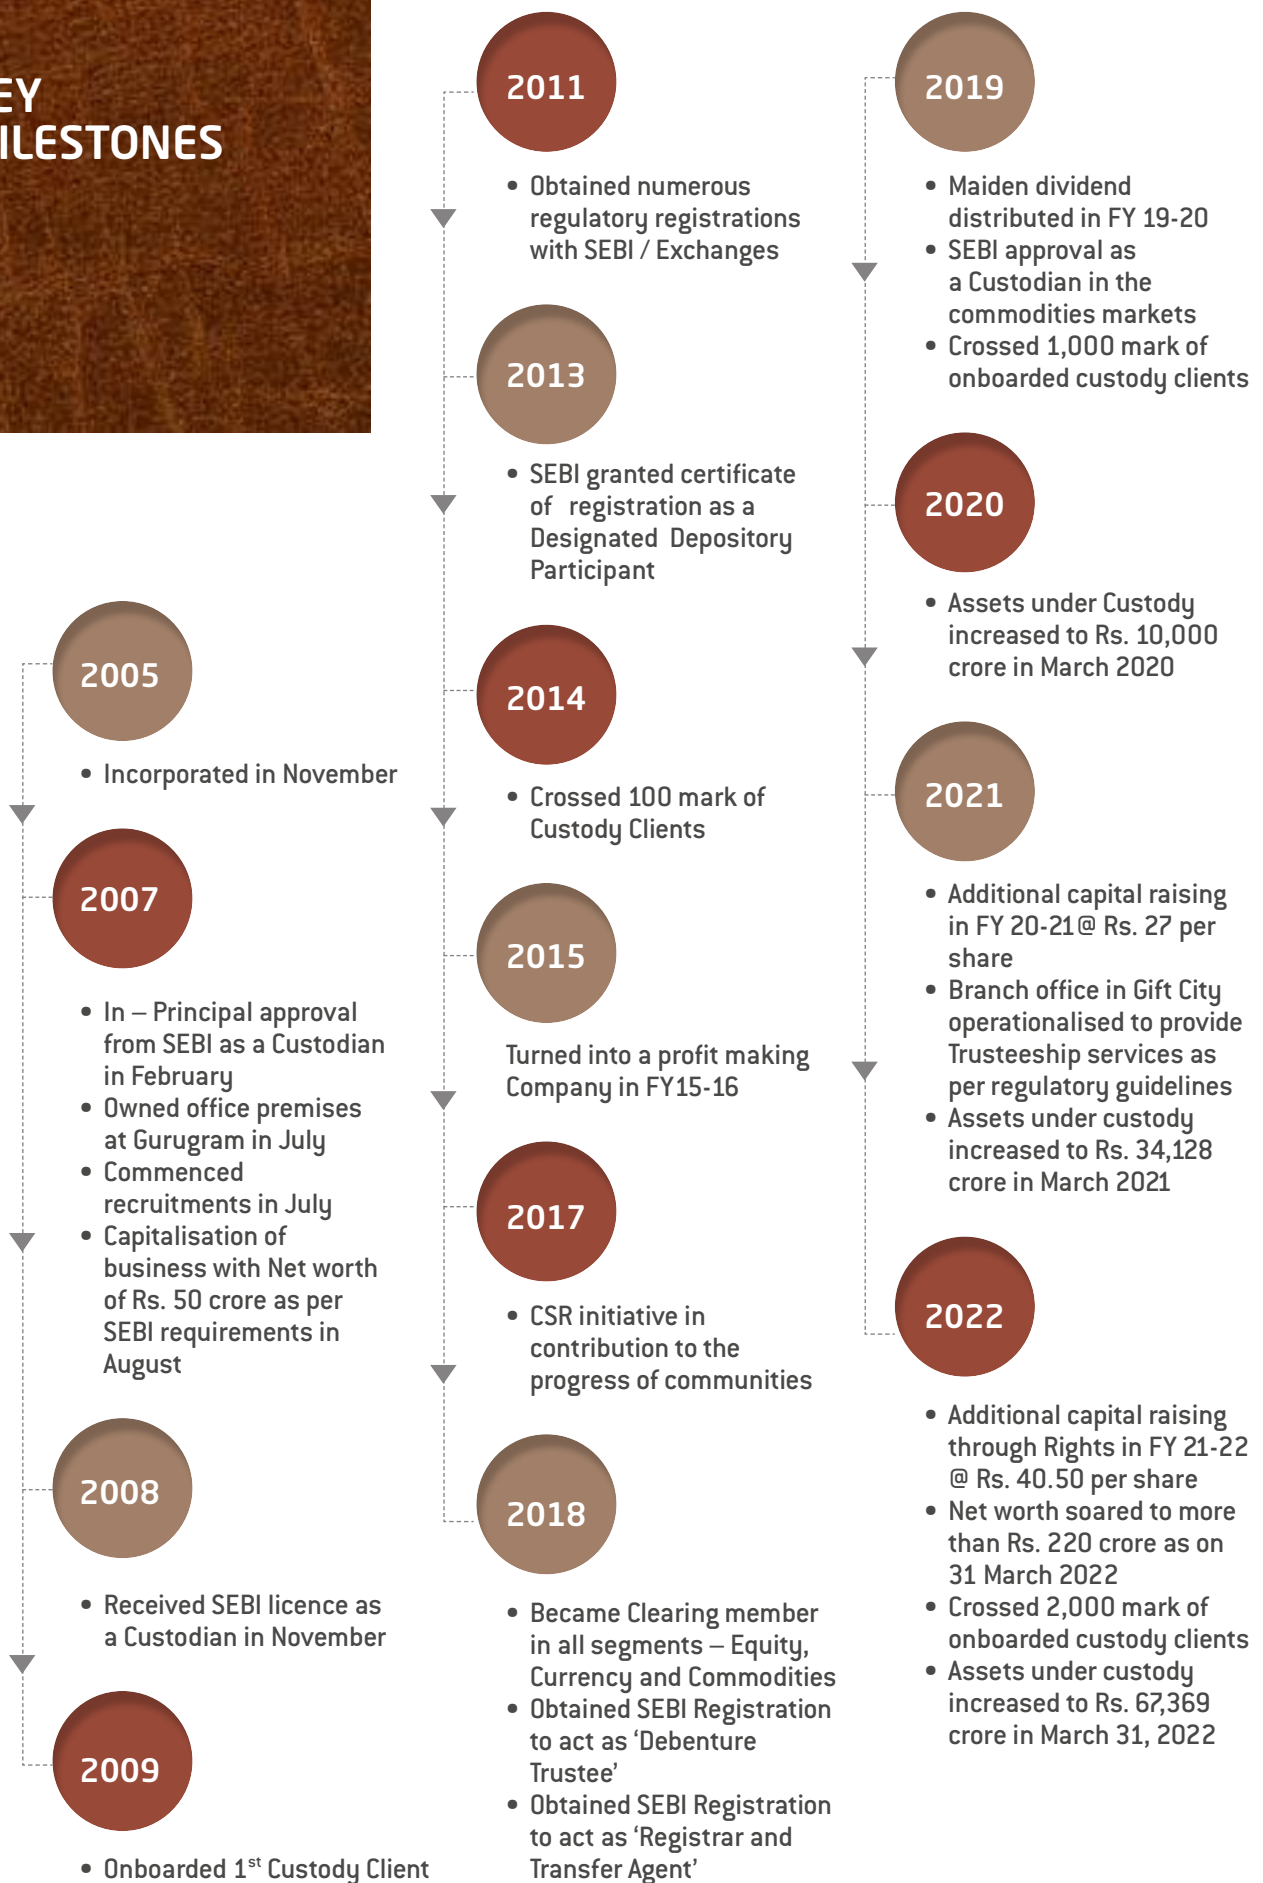 EY
ILESTONES
2005
• Incorporated in November
2007
• In – Principal approval
from SEBI as a Custodian
in February
• Owned office premises
at Gurugram in July
• Commenced
recruitments in July
• Capitalisation of
business with Net worth
of Rs. 50 crore as per
SEBI requirements in
August
2008
• Received SEBI licence as
a Custodian in November
2009
• Onboarded 1st Custody Client
2011
• Obtained numerous
regulatory registrations
with SEBI / Exchanges
2013
• SEBI granted certificate
of registration as a
Designated Depository
Participant
2014
• Crossed 100 mark of
Custody Clients
2015
Turned into a profit making
Company in FY15-16
2017
• CSR initiative in
contribution to the
progress of communities
2018
• Became Clearing member
in all segments – Equity,
Currency and Commodities
• Obtained SEBI Registration
to act as ‘Debenture
Trustee’
• Obtained SEBI Registration
to act as ‘Registrar and
Transfer Agent’
2019
• Maiden dividend
distributed in FY 19-20
• SEBI approval as
a Custodian in the
commodities markets
• Crossed 1,000 mark of
onboarded custody clients
2020
• Assets under Custody
increased to Rs. 10,000
crore in March 2020
2021
• Additional capital raising
in FY 20-21@ Rs. 27 per
share
• Branch office in Gift City
operationalised to provide
Trusteeship services as
per regulatory guidelines
• Assets under custody
increased to Rs. 34,128
crore in March 2021
2022
• Additional capital raising
through Rights in FY 21-22
@ Rs. 40.50 per share
• Net worth soared to more
than Rs. 220 crore as on
31 March 2022
• Crossed 2,000 mark of
onboarded custody clients
• Assets under custody
increased to Rs. 67,369
crore in March 31, 2022